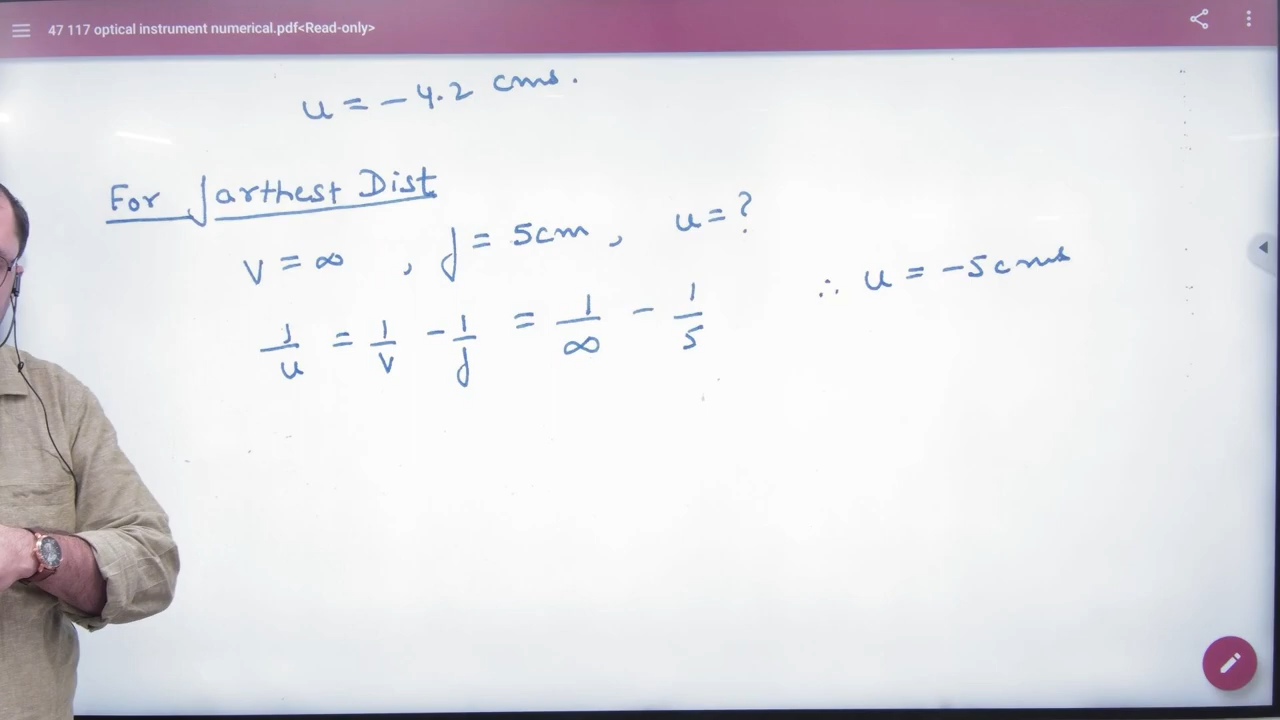 47 117 optical instrument numerical.pdf<Read-only>
u = - 4.2 cms.
For farthest Dist
v = ∞ , f = 5cm , u = ?
1/u = 1/v - 1/f = 1/∞ - 1/5 ∴ u = -5cms